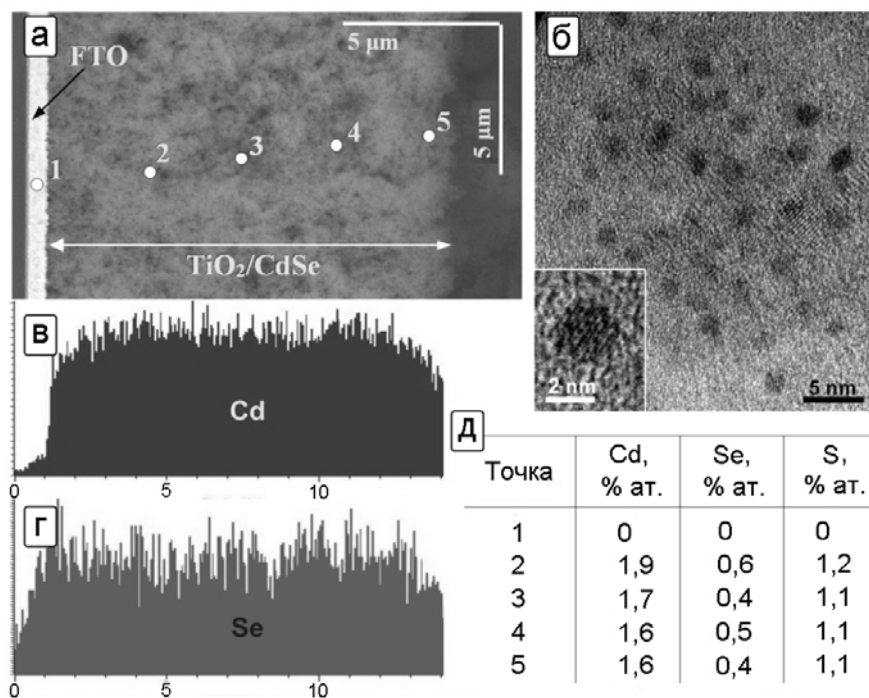 а
FTO
5 µm
5 µm
1
2
3
4
5
TiO₂/CdSe
б
2 nm
5 nm
в
Cd
0
5
10
г
Se
0
5
10
Д
Точка
Cd, % ат.
Se, % ат.
S, % ат.
1 0 0 0
2 1,9 0,6 1,2
3 1,7 0,4 1,1
4 1,6 0,5 1,1
5 1,6 0,4 1,1